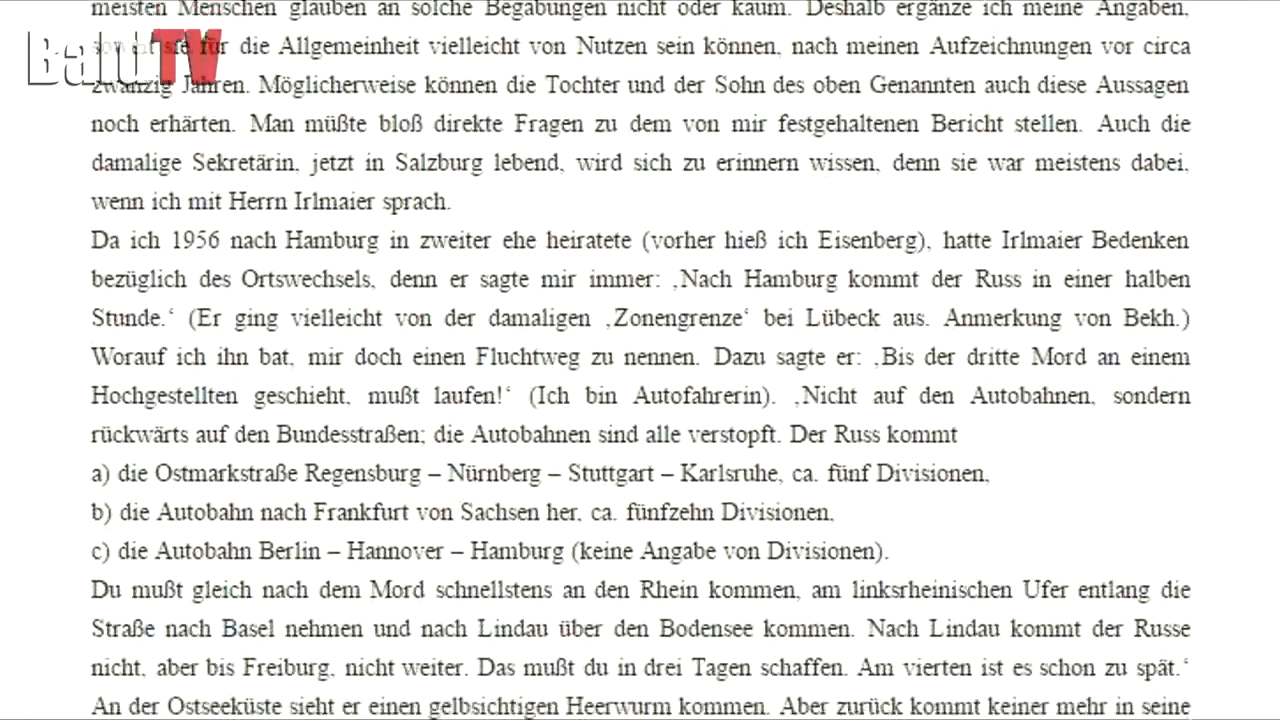 meisten Menschen glauben an solche Begabungen nicht oder kaum. Deshalb ergänze ich meine Angaben,
BaluTV
soweit sie für die Allgemeinheit vielleicht von Nutzen sein können, nach meinen Aufzeichnungen vor circa
zwanzig Jahren. Möglicherweise können die Tochter und der Sohn des oben Genannten auch diese Aussagen
noch erhärten. Man müßte bloß direkte Fragen zu dem von mir festgehaltenen Bericht stellen. Auch die
damalige Sekretärin, jetzt in Salzburg lebend, wird sich zu erinnern wissen, denn sie war meistens dabei,
wenn ich mit Herrn Irlmaier sprach.
Da ich 1956 nach Hamburg in zweiter ehe heiratete (vorher hieß ich Eisenberg), hatte Irlmaier Bedenken
bezüglich des Ortswechsels, denn er sagte mir immer: ‚Nach Hamburg kommt der Russ in einer halben
Stunde.‘ (Er ging vielleicht von der damaligen ‚Zonengrenze‘ bei Lübeck aus. Anmerkung von Bekh.)
Worauf ich ihn bat, mir doch einen Fluchtweg zu nennen. Dazu sagte er: ‚Bis der dritte Mord an einem
Hochgestellten geschieht, mußt laufen!‘ (Ich bin Autofahrerin). ‚Nicht auf den Autobahnen, sondern
rückwärts auf den Bundesstraßen; die Autobahnen sind alle verstopft. Der Russ kommt
a) die Ostmarkstraße Regensburg – Nürnberg – Stuttgart – Karlsruhe, ca. fünf Divisionen,
b) die Autobahn nach Frankfurt von Sachsen her, ca. fünfzehn Divisionen,
c) die Autobahn Berlin – Hannover – Hamburg (keine Angabe von Divisionen).
Du mußt gleich nach dem Mord schnellstens an den Rhein kommen, am linksrheinischen Ufer entlang die
Straße nach Basel nehmen und nach Lindau über den Bodensee kommen. Nach Lindau kommt der Russe
nicht, aber bis Freiburg, nicht weiter. Das mußt du in drei Tagen schaffen. Am vierten ist es schon zu spät.‘
An der Ostseeküste sieht er einen gelbsichtigen Heerwurm kommen. Aber zurück kommt keiner mehr in seine